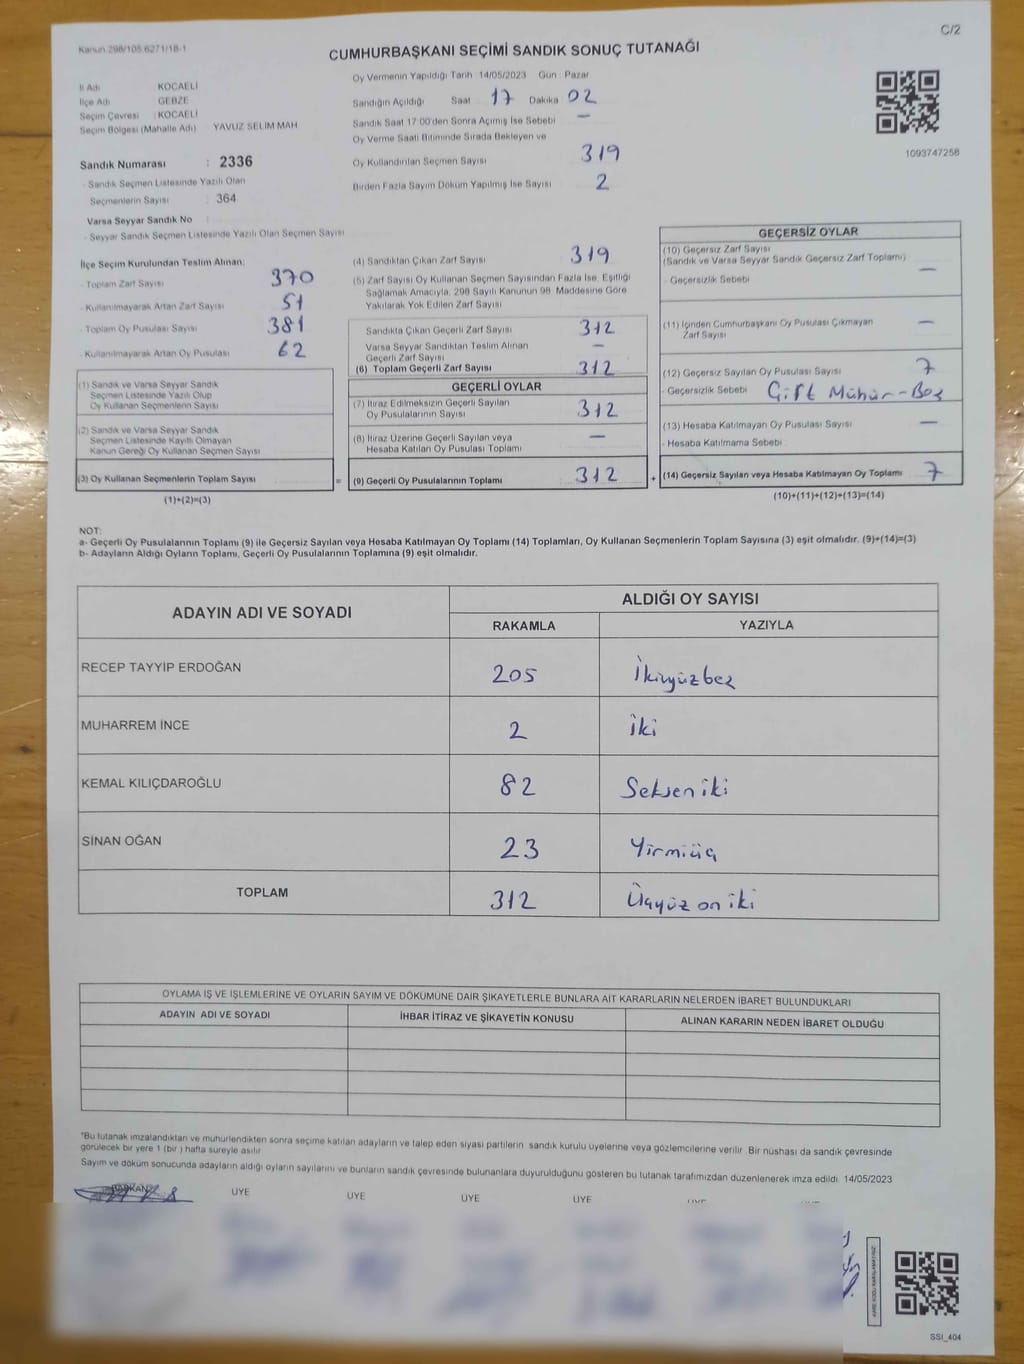 Kanun 298/105 6271/18-1
C/2
CUMHURBAŞKANI SEÇİMİ SANDIK SONUÇ TUTANAĞI
İl Adı KOCAELİ
İlçe Adı GEBZE
Seçim Çevresi : KOCAELİ
Seçim Bölgesi (Mahalle Adı) YAVUZ SELİM MAH
Sandık Numarası : 2336
- Sandık Seçmen Listesinde Yazılı Olan
Seçmenlerin Sayısı : 364
Varsa Seyyar Sandık No
- Seyyar Sandık Seçmen Listesinde Yazılı Olan Seçmen Sayısı
İlçe Seçim Kurulundan Teslim Alınan:
- Toplam Zarf Sayısı 370
- Kullanılmayarak Artan Zarf Sayısı 51
- Toplam Oy Pusulası Sayısı 381
- Kullanılmayarak Artan Oy Pusulası 62
(1) Sandık ve Varsa Seyyar Sandık
Seçmen Listesinde Yazılı Olup
Oy Kullanan Seçmenlerin Sayısı
(2) Sandık ve Varsa Seyyar Sandık
Seçmen Listesinde Kayıtlı Olmayan
Kanun Gereği Oy Kullanan Seçmen Sayısı
(3) Oy Kullanan Seçmenlerin Toplam Sayısı
(1)+(2)=(3)
Oy Vermenin Yapıldığı Tarih 14/05/2023 Gün : Pazar
Sandığın Açıldığı Saat 17 Dakika 02
Sandık Saat 17:00'den Sonra Açılmış İse Sebebi —
Oy Verme Saati Bitiminde Sırada Bekleyen ve
Oy Kullandırılan Seçmen Sayısı 319
Birden Fazla Sayım Döküm Yapılmış İse Sayısı 2
(4) Sandıktan Çıkan Zarf Sayısı 319
(5) Zarf Sayısı Oy Kullanan Seçmen Sayısından Fazla İse, Eşitliği
Sağlamak Amacıyla, 298 Sayılı Kanunun 98. Maddesine Göre
Yakılarak Yok Edilen Zarf Sayısı
Sandıkta Çıkan Geçerli Zarf Sayısı 312
Varsa Seyyar Sandıktan Teslim Alınan
Geçerli Zarf Sayısı —
(6) Toplam Geçerli Zarf Sayısı 312
GEÇERLİ OYLAR
(7) İtiraz Edilmeksizin Geçerli Sayılan
Oy Pusulalarının Sayısı 312
(8) İtiraz Üzerine Geçerli Sayılan veya
Hesaba Katılan Oy Pusulası Toplamı —
= (9) Geçerli Oy Pusulalarının Toplamı 312
1093747258
GEÇERSİZ OYLAR
(10) Geçersiz Zarf Sayısı
(Sandık ve Varsa Seyyar Sandık Geçersiz Zarf Toplamı) —
- Geçersizlik Sebebi
(11) İçinden Cumhurbaşkanı Oy Pusulası Çıkmayan
Zarf Sayısı —
(12) Geçersiz Sayılan Oy Pusulası Sayısı 7
- Geçersizlik Sebebi Çift Mühür-Boş
(13) Hesaba Katılmayan Oy Pusulası Sayısı —
- Hesaba Katılmama Sebebi
+ (14) Geçersiz Sayılan veya Hesaba Katılmayan Oy Toplamı 7
(10)+(11)+(12)+(13)=(14)
NOT:
a- Geçerli Oy Pusulalarının Toplamı (9) ile Geçersiz Sayılan veya Hesaba Katılmayan Oy Toplamı (14) Toplamları, Oy Kullanan Seçmenlerin Toplam Sayısına (3) eşit olmalıdır. (9)+(14)=(3)
b- Adayların Aldığı Oyların Toplamı, Geçerli Oy Pusulalarının Toplamına (9) eşit olmalıdır.
ADAYIN ADI VE SOYADI ALDIĞI OY SAYISI
RAKAMLA YAZIYLA
RECEP TAYYİP ERDOĞAN 205 İkiyüzbeş
MUHARREM İNCE 2 iki
KEMAL KILIÇDAROĞLU 82 Seksen iki
SİNAN OĞAN 23 Yirmiüç
TOPLAM 312 Üçyüz on iki
OYLAMA İŞ VE İŞLEMLERİNE VE OYLARIN SAYIM VE DÖKÜMÜNE DAİR ŞİKAYETLERLE BUNLARA AİT KARARLARIN NELERDEN İBARET BULUNDUKLARI
ADAYIN ADI VE SOYADI İHBAR İTİRAZ VE ŞİKAYETİN KONUSU ALINAN KARARIN NEDEN İBARET OLDUĞU
*Bu tutanak imzalandıktan ve mühürlendikten sonra seçime katılan adayların ve talep eden siyasi partilerin sandık kurulu üyelerine veya gözlemcilerine verilir. Bir nüshası da sandık çevresinde
görülecek bir yere 1 (bir) hafta süreyle asılır
Sayım ve döküm sonucunda adayların aldığı oyların sayılarını ve bunların sandık çevresinde bulunanlara duyurulduğunu gösteren bu tutanak tarafımızdan düzenlenerek imza edildi. 14/05/2023
BAŞKAN ÜYE ÜYE ÜYE ÜYE
SSİ_404